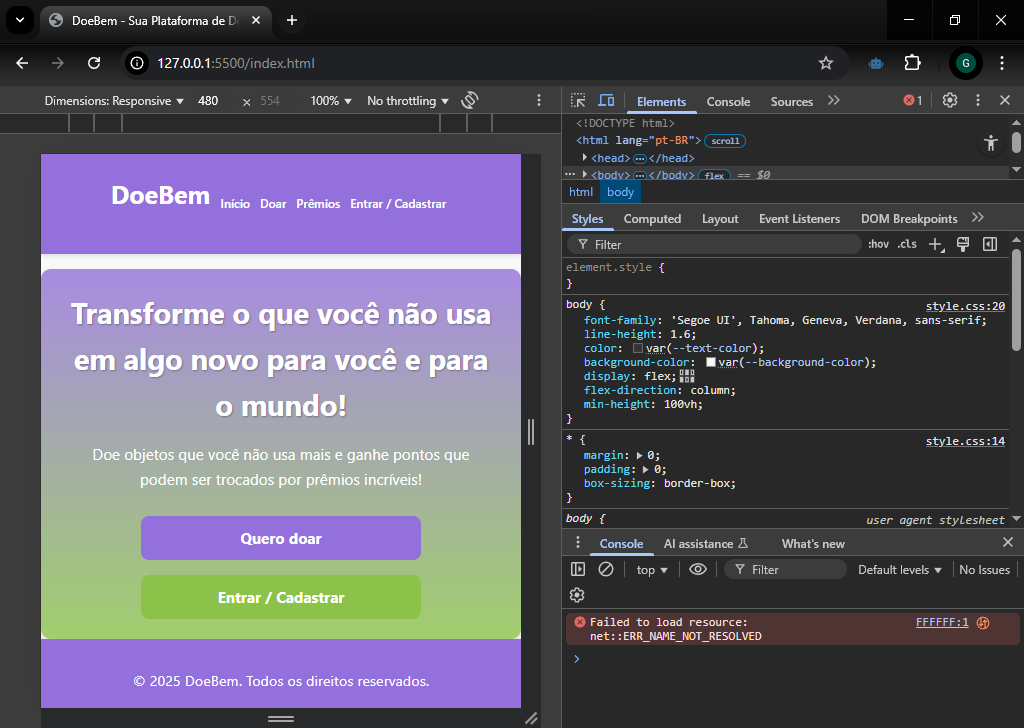 DoeBem - Sua Plataforma de D
127.0.0.1:5500/index.html
G
Dimensions: Responsive 480 × 554 100% No throttling
Elements Console Sources 1
<!DOCTYPE html>
<html lang="pt-BR"> scroll
<head> ⋯ </head>
<body> ⋯ </body> flex == $0
html body
Styles Computed Layout Event Listeners DOM Breakpoints
Filter :hov .cls
element.style {
}
body { style.css:20
font-family: 'Segoe UI', Tahoma, Geneva, Verdana, sans-serif;
line-height: 1.6;
color: var(--text-color);
background-color: var(--background-color);
display: flex;
flex-direction: column;
min-height: 100vh;
}
* { style.css:14
margin: 0;
padding: 0;
box-sizing: border-box;
}
body { user agent stylesheet
Console AI assistance What's new
top Filter Default levels No Issues
Failed to load resource: FFFFFF:1
net::ERR_NAME_NOT_RESOLVED
DoeBem Início Doar Prêmios Entrar / Cadastrar
Transforme o que você não usa
em algo novo para você e para
o mundo!
Doe objetos que você não usa mais e ganhe pontos que
podem ser trocados por prêmios incríveis!
Quero doar
Entrar / Cadastrar
© 2025 DoeBem. Todos os direitos reservados.